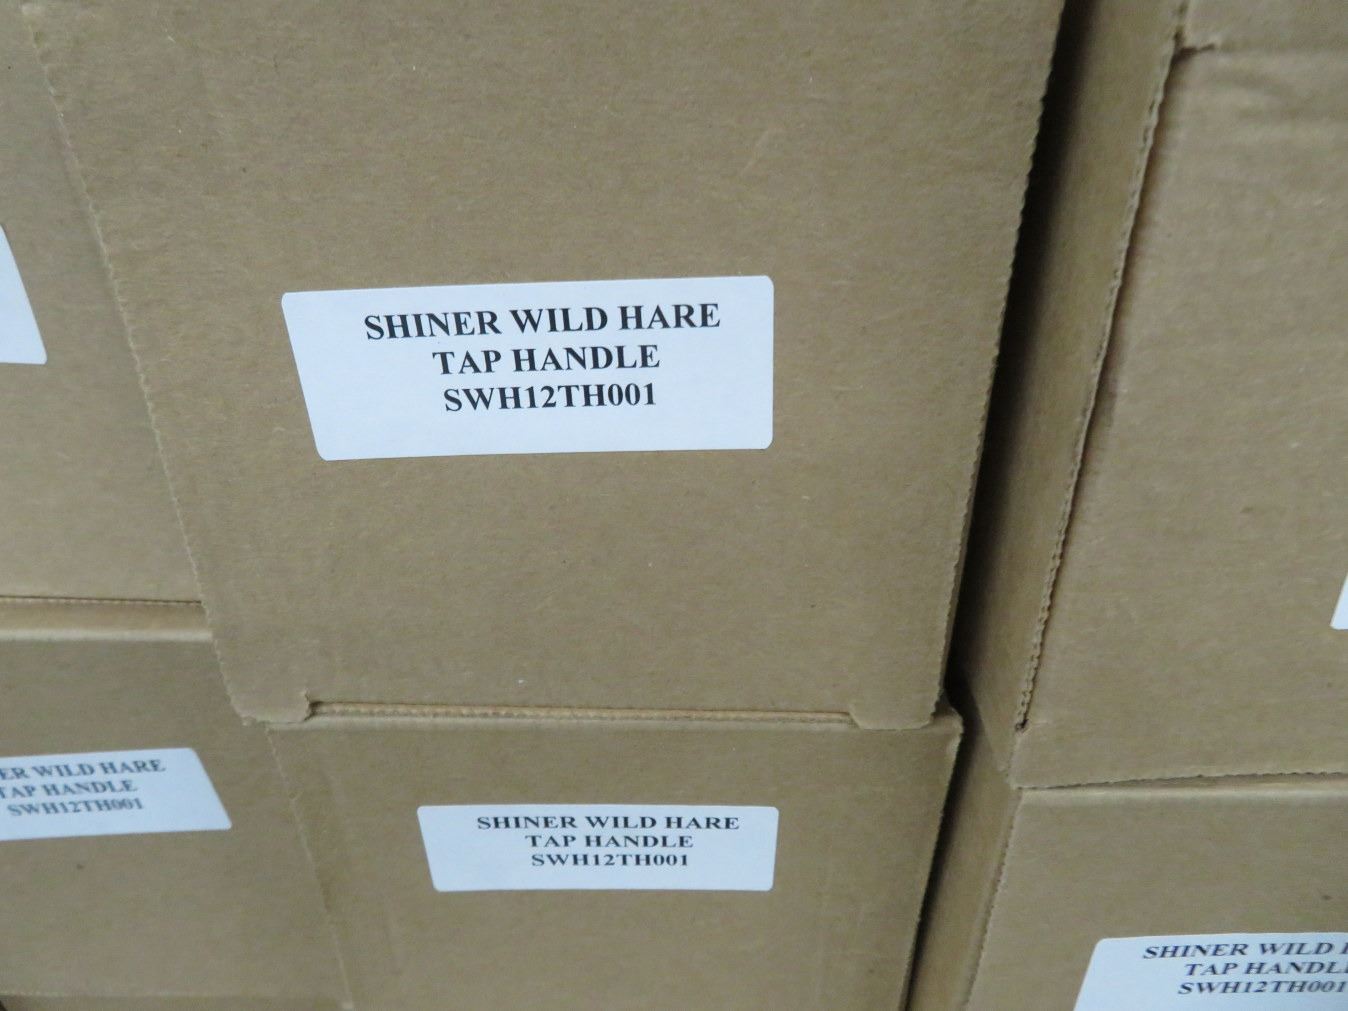 SHINER WILD HARE
TAP HANDLE
SWH12TH001
ER WILD HARE
TAP HANDLE
SWH12TH001
SHINER WILD HARE
TAP HANDLE
SWH12TH001
SHINER WILD
TAP HANDL
SWH12TH001